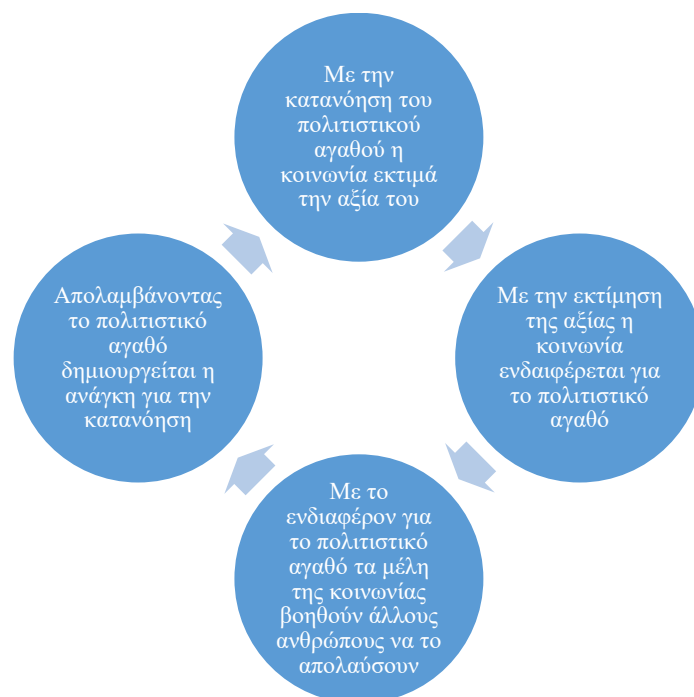 Με την
κατανόηση του
πολιτιστικού
αγαθού η
κοινωνία εκτιμά
την αξία του
Με την εκτίμηση
της αξίας η
κοινωνία
ενδαιφέρεται για
το πολιτιστικό
αγαθό
Με το
ενδιαφέρον για
το πολιτιστικό
αγαθό τα μέλη
της κοινωνίας
βοηθούν άλλους
ανθρώπους να το
απολαύσουν
Απολαμβάνοντας
το πολιτιστικό
αγαθό
δημιουργείται η
ανάγκη για την
κατανόηση